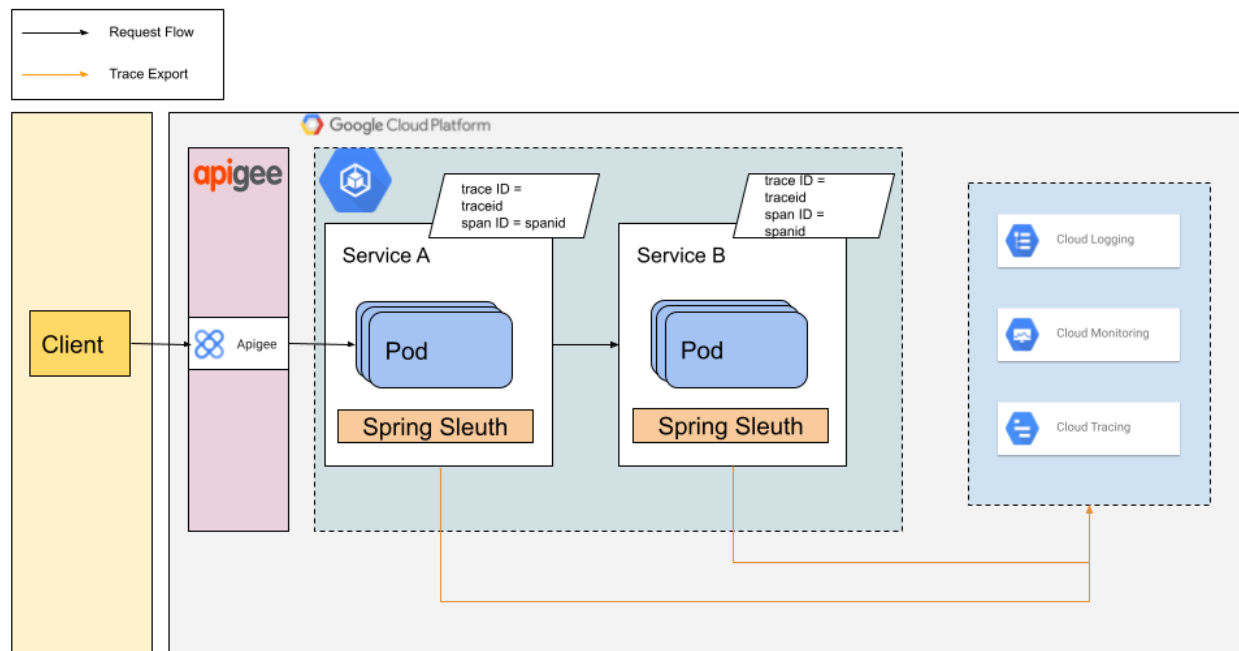 Request Flow
Trace Export
Google Cloud Platform
apigee
trace ID =
traceid
span ID = spanid
trace ID =
traceid
span ID =
spanid
Service A
Service B
Cloud Logging
Cloud Monitoring
Cloud Tracing
Client
Apigee
Pod
Pod
Spring Sleuth
Spring Sleuth